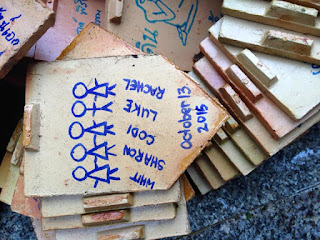 WHIT
SHARON
CODI
LUKE
RACHEL
October 13
2015